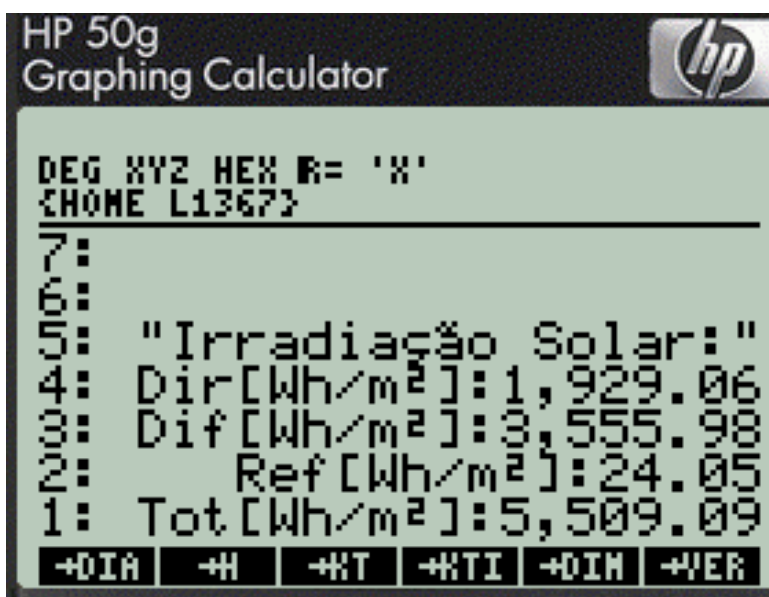 HP 50g
Graphing Calculator
hp
DEG XYZ HEX R= 'X'
{HOME L1367}
7:
6:
5: "Irradiação Solar:"
4: Dir[Wh/m²]:1,929.06
3: Dif[Wh/m²]:3,555.98
2: Ref[Wh/m²]:24.05
1: Tot[Wh/m²]:5,509.09
→DIA →H →KT →KTI →DIM →VER